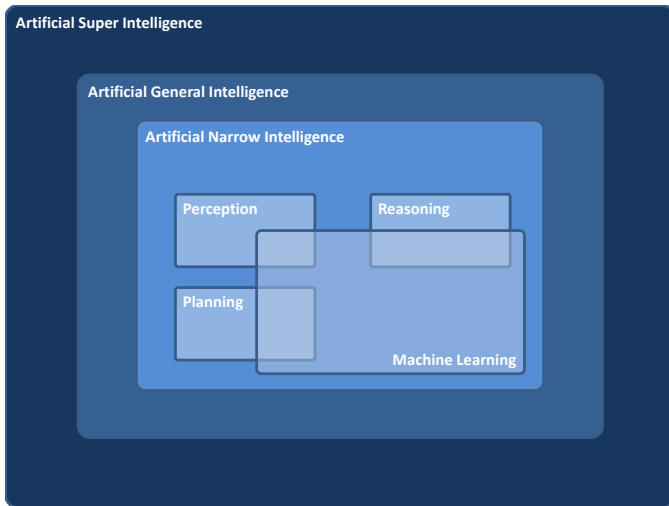 Artificial Super Intelligence
Artificial General Intelligence
Artificial Narrow Intelligence
Perception
Reasoning
Planning
Machine Learning